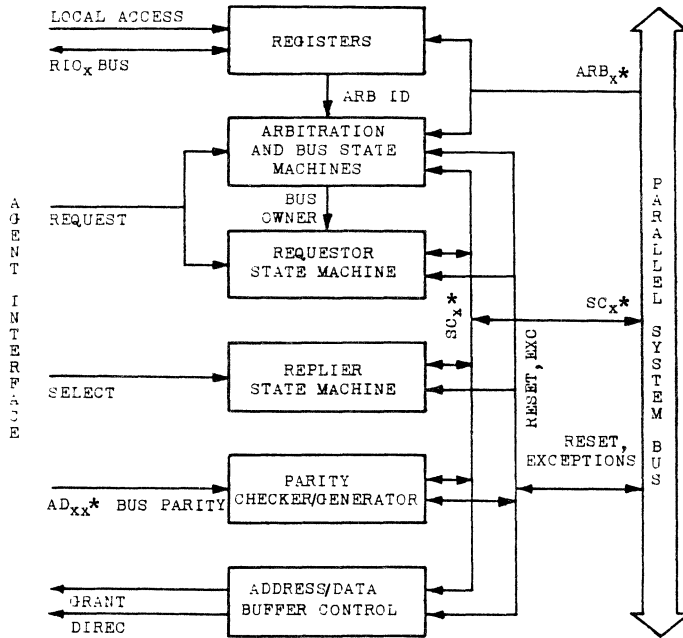 LOCAL ACCESS
RIOx BUS
REGISTERS
ARBx*
ARB ID
ARBITRATION
AND BUS STATE
MACHINES
BUS
OWNER
REQUEST
REQUESTOR
STATE MACHINE
AGENT INTERFACE
PARALLEL SYSTEM BUS
SCx*
SCx*
RESET, EXC
SELECT
REPLIER
STATE MACHINE
RESET,
EXCEPTIONS
ADxx* BUS PARITY
PARITY
CHECKER/GENERATOR
GRANT
DIREC
ADDRESS/DATA
BUFFER CONTROL